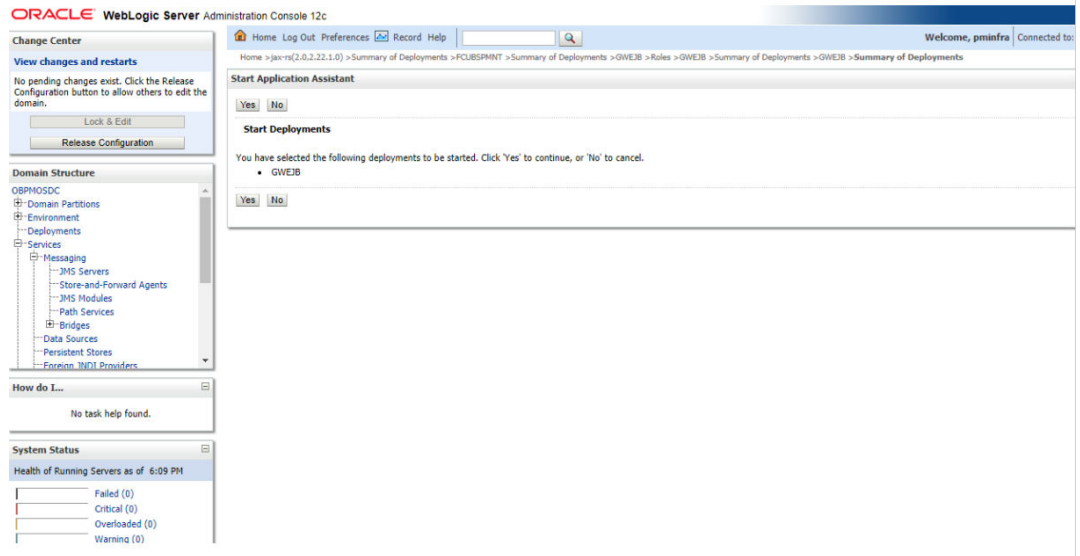 ORACLE WebLogic Server Administration Console 12c
Change Center
View changes and restarts
No pending changes exist. Click the Release
Configuration button to allow others to edit the
domain.
Lock & Edit
Release Configuration
Domain Structure
OBPMOSDC
Domain Partitions
Environment
Deployments
Services
Messaging
JMS Servers
Store-and-Forward Agents
JMS Modules
Path Services
Bridges
Data Sources
Persistent Stores
Foreign JNDI Providers
How do I...
No task help found.
System Status
Health of Running Servers as of 6:09 PM
Failed (0)
Critical (0)
Overloaded (0)
Warning (0)
Home Log Out Preferences Record Help
Welcome, pminfra Connected to:
Home >jax-rs(2.0,2.22.1.0) >Summary of Deployments >FCUBSPMNT >Summary of Deployments >GWEJB >Roles >GWEJB >Summary of Deployments >GWEJB >Summary of Deployments
Start Application Assistant
Yes No
Start Deployments
You have selected the following deployments to be started. Click 'Yes' to continue, or 'No' to cancel.
• GWEJB
Yes No